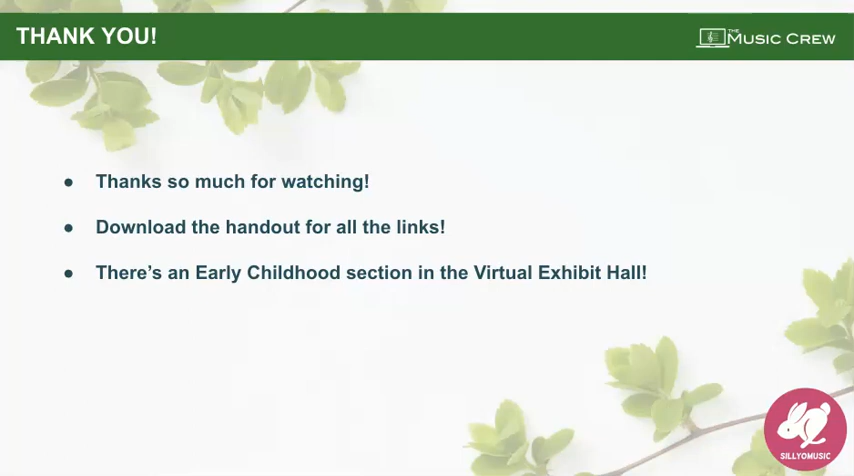 THANK YOU!
THE
MUSIC CREW
● Thanks so much for watching!
● Download the handout for all the links!
● There’s an Early Childhood section in the Virtual Exhibit Hall!
SILLYOMUSIC